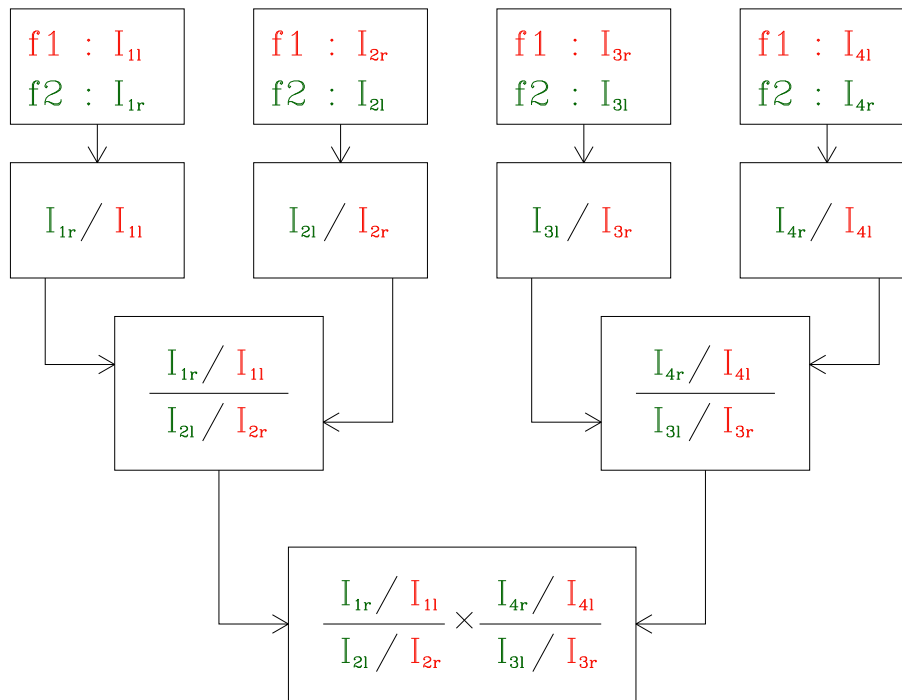 f1 : I₁ₗ
f2 : I₁ᵣ
f1 : I₂ᵣ
f2 : I₂ₗ
f1 : I₃ᵣ
f2 : I₃ₗ
f1 : I₄ₗ
f2 : I₄ᵣ
I₁ᵣ / I₁ₗ
I₂ₗ / I₂ᵣ
I₃ₗ / I₃ᵣ
I₄ᵣ / I₄ₗ
I₁ᵣ / I₁ₗ
I₂ₗ / I₂ᵣ
I₄ᵣ / I₄ₗ
I₃ₗ / I₃ᵣ
I₁ᵣ / I₁ₗ × I₄ᵣ / I₄ₗ
I₂ₗ / I₂ᵣ I₃ₗ / I₃ᵣ